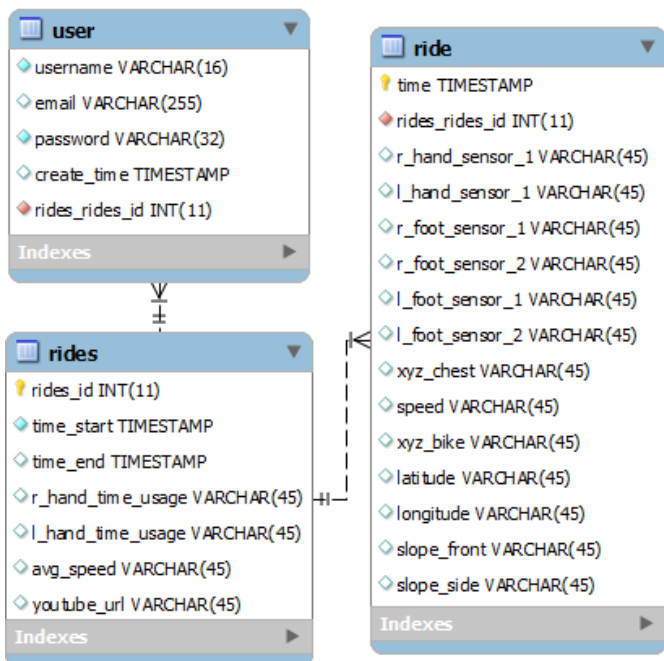 user
username VARCHAR(16)
email VARCHAR(255)
password VARCHAR(32)
create_time TIMESTAMP
rides_rides_id INT(11)
Indexes
rides
rides_id INT(11)
time_start TIMESTAMP
time_end TIMESTAMP
r_hand_time_usage VARCHAR(45)
l_hand_time_usage VARCHAR(45)
avg_speed VARCHAR(45)
youtube_url VARCHAR(45)
Indexes
ride
time TIMESTAMP
rides_rides_id INT(11)
r_hand_sensor_1 VARCHAR(45)
l_hand_sensor_1 VARCHAR(45)
r_foot_sensor_1 VARCHAR(45)
r_foot_sensor_2 VARCHAR(45)
l_foot_sensor_1 VARCHAR(45)
l_foot_sensor_2 VARCHAR(45)
xyz_chest VARCHAR(45)
speed VARCHAR(45)
xyz_bike VARCHAR(45)
latitude VARCHAR(45)
longitude VARCHAR(45)
slope_front VARCHAR(45)
slope_side VARCHAR(45)
Indexes